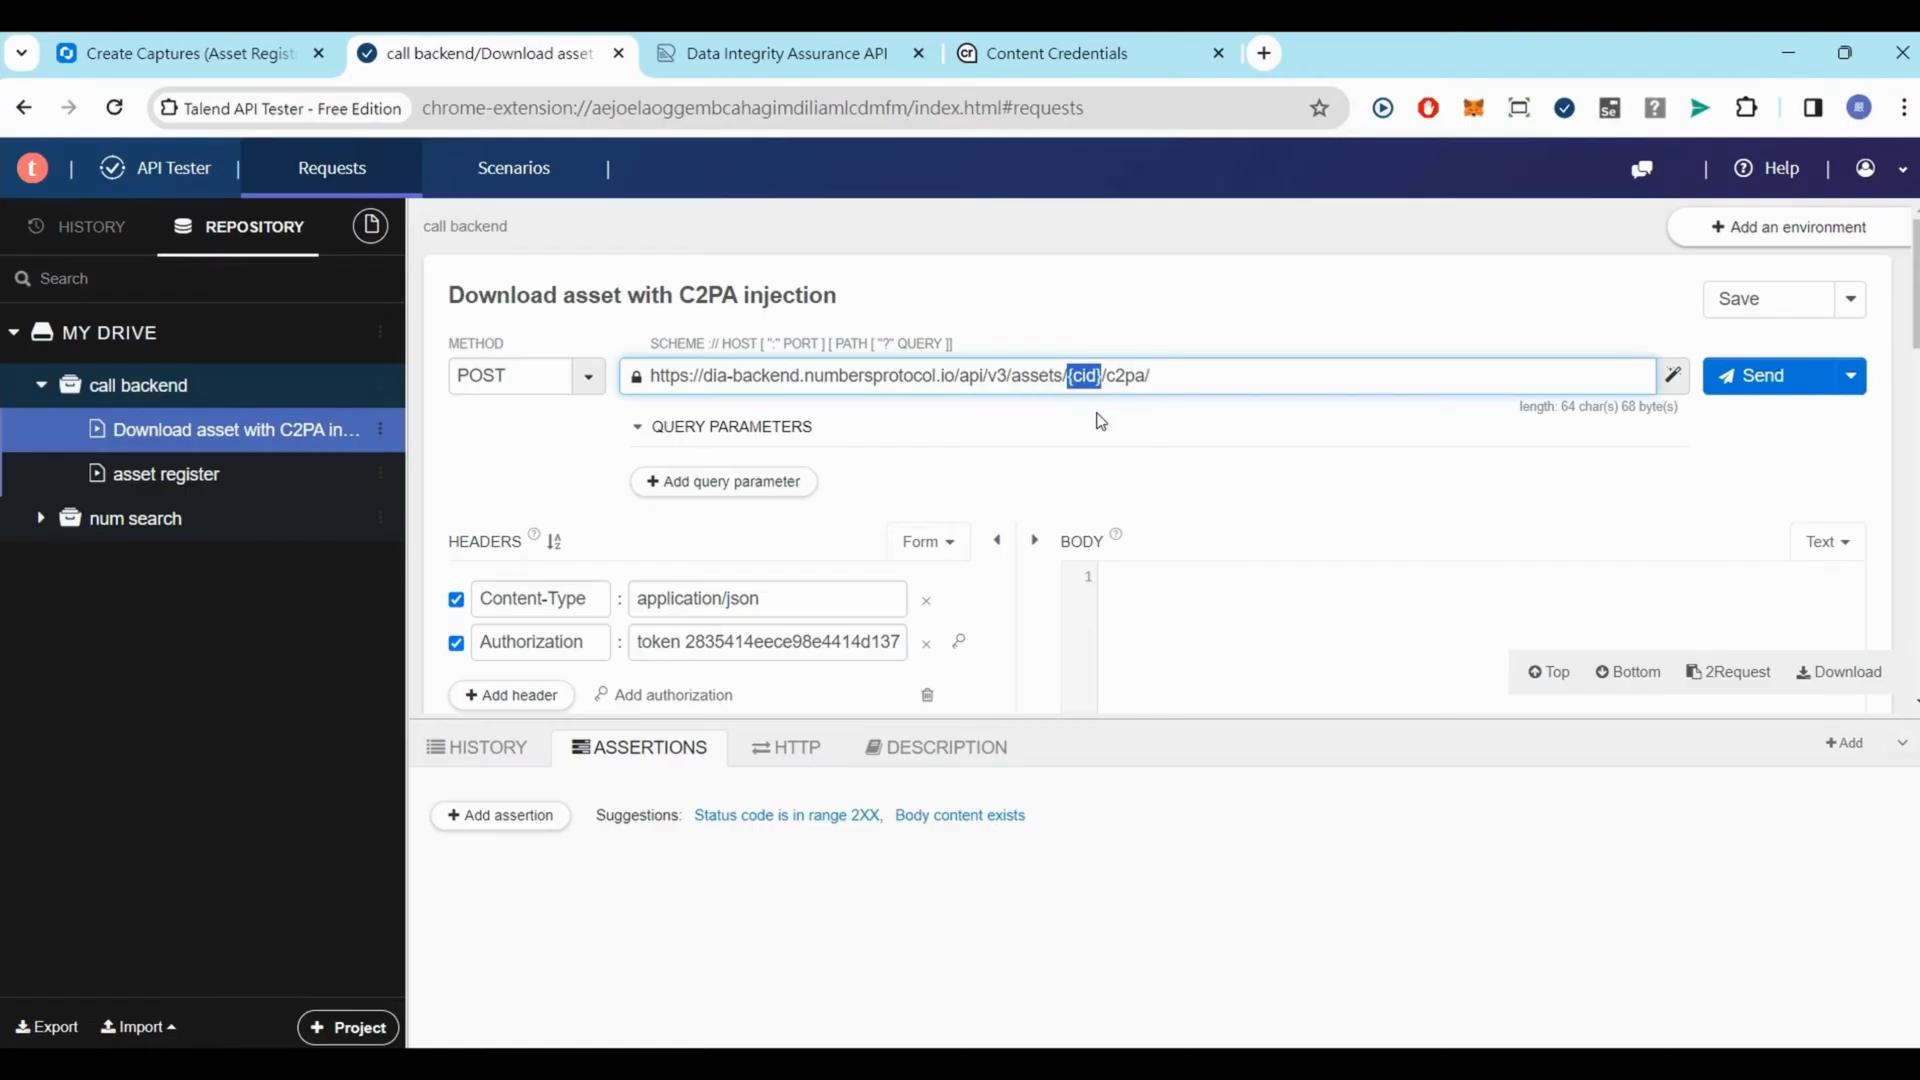 Create Captures (Asset Registr
call backend/Download asset
Data Integrity Assurance API
cr
Content Credentials
Talend API Tester - Free Edition
chrome-extension://aejoelaoggembcahagimdiliamlcdmfm/index.html#requests
Se
t
API Tester
Requests
Scenarios
Help
HISTORY
REPOSITORY
call backend
+ Add an environment
Search
Download asset with C2PA injection
Save
MY DRIVE
METHOD
SCHEME :// HOST [ ":" PORT ] [ PATH [ "?" QUERY ]]
POST
https://dia-backend.numbersprotocol.io/api/v3/assets/{cid}/c2pa/
Send
call backend
length: 64 char(s) 68 byte(s)
Download asset with C2PA in...
QUERY PARAMETERS
asset register
+ Add query parameter
num search
HEADERS
Form
BODY
Text
1
Content-Type : application/json
Authorization : token 2835414eece98e4414d137
Top
Bottom
2Request
Download
+ Add header
Add authorization
HISTORY
ASSERTIONS
HTTP
DESCRIPTION
+ Add
+ Add assertion
Suggestions: Status code is in range 2XX, Body content exists
Export
Import
+ Project